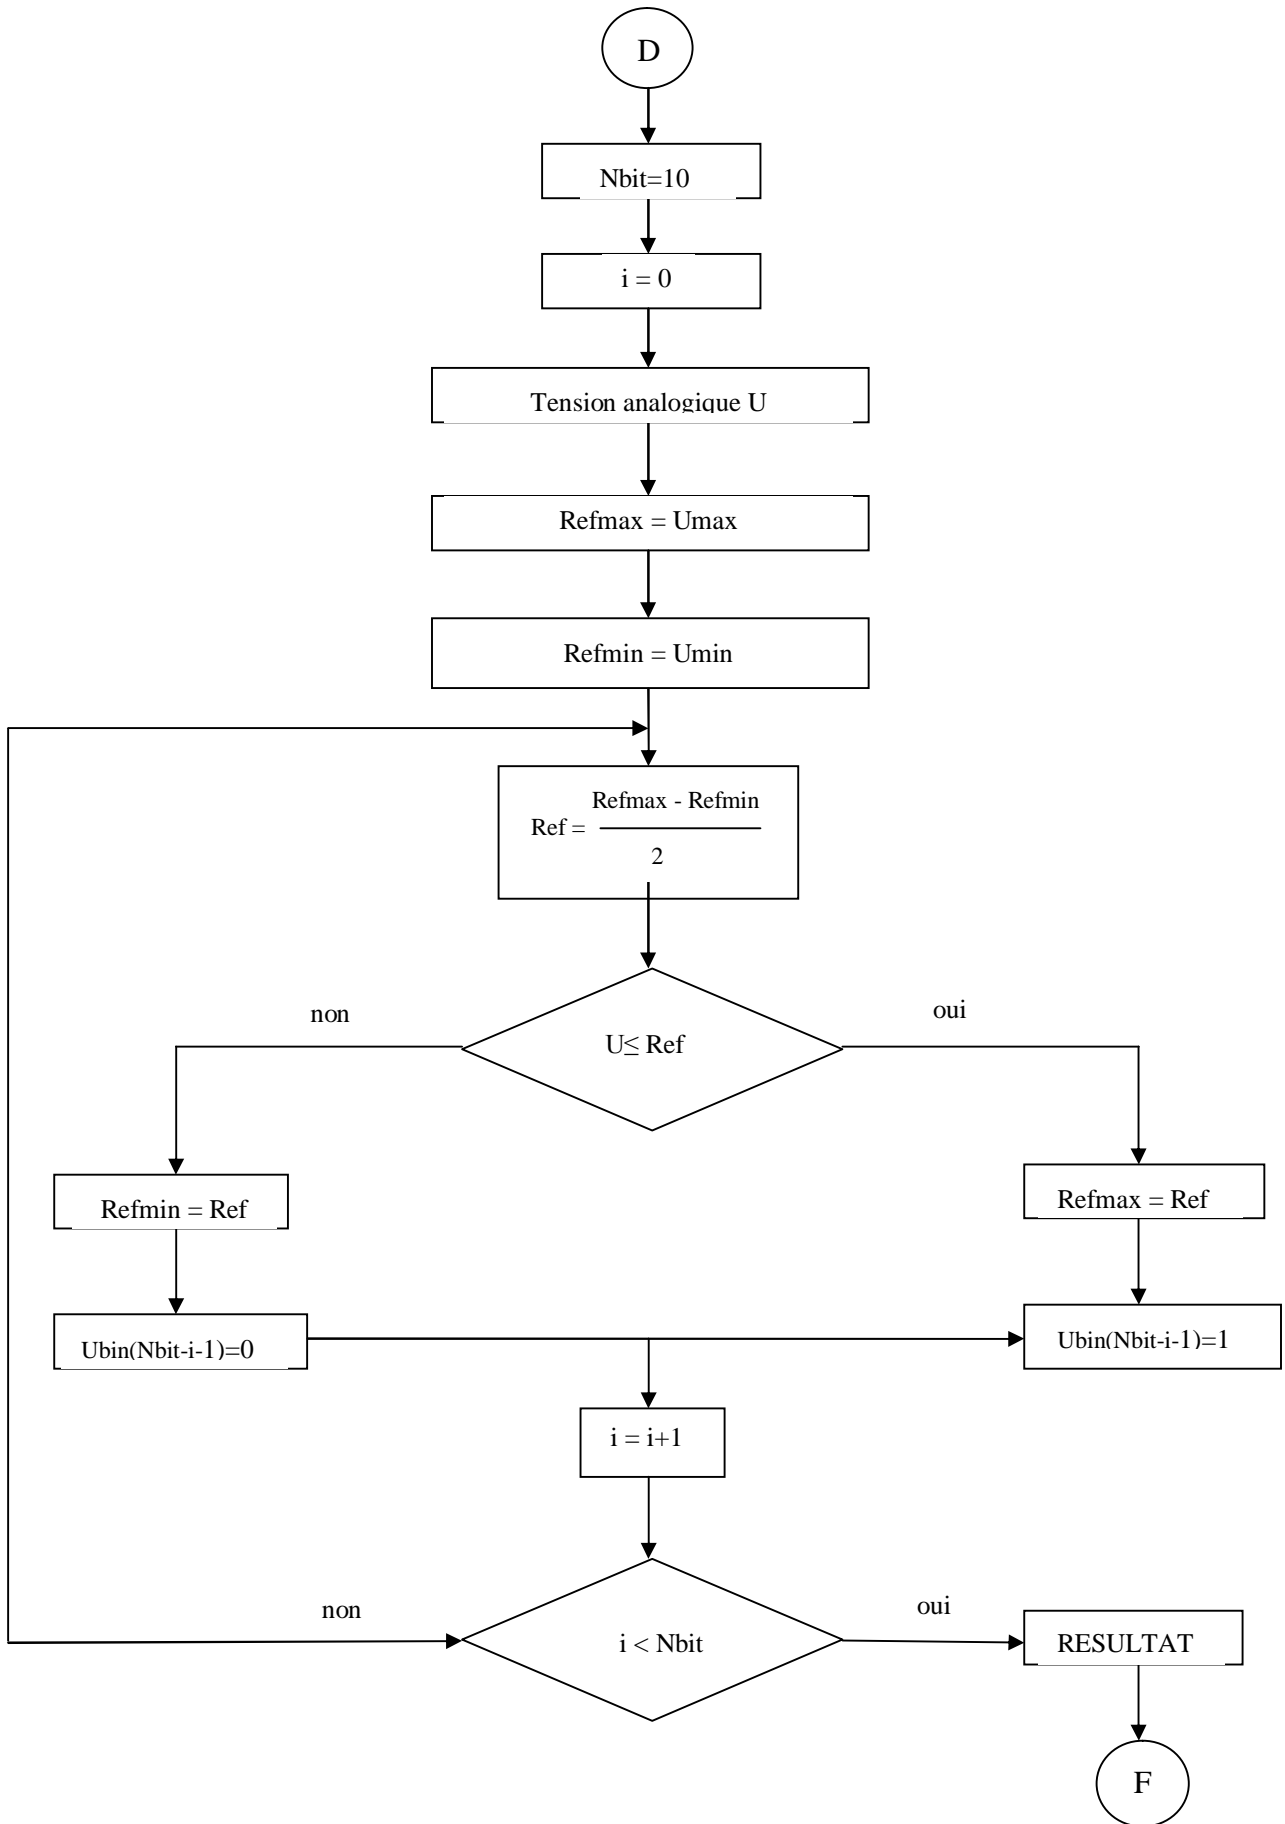 D
Nbit=10
i = 0
Tension analogique U
Refmax = Umax
Refmin = Umin
Refmax - Refmin
Ref =
2
non
oui
U≤ Ref
Refmin = Ref
Refmax = Ref
Ubin(Nbit-i-1)=0
Ubin(Nbit-i-1)=1
i = i+1
non
oui
i < Nbit
RESULTAT
F